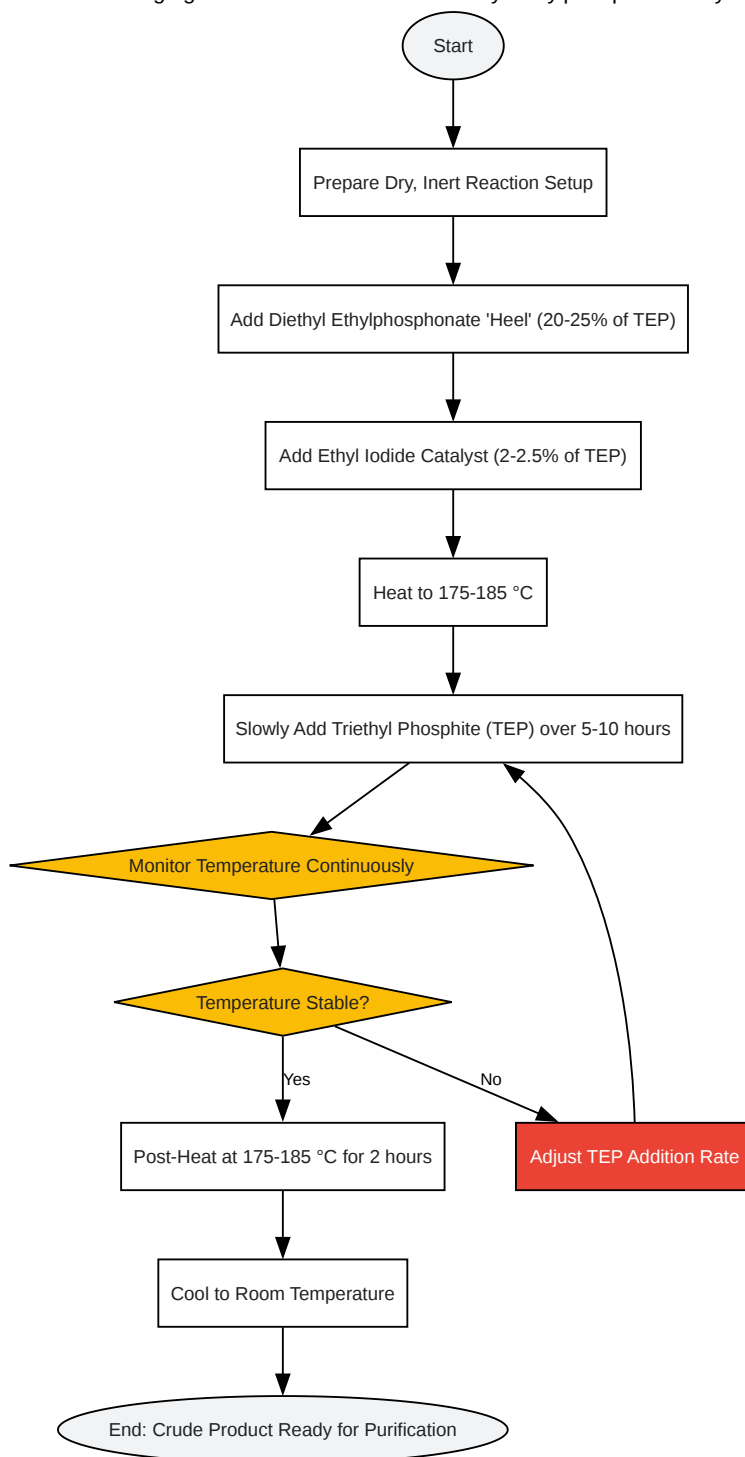 Start
Prepare Dry, Inert Reaction Setup
Add Diethyl Ethylphosphonate 'Heel' (20-25% of TEP)
Add Ethyl Iodide Catalyst (2-2.5% of TEP)
Heat to 175-185 °C
Slowly Add Triethyl Phosphite (TEP) over 5-10 hours
Monitor Temperature Continuously
Temperature Stable?
Yes
No
Post-Heat at 175-185 °C for 2 hours
Adjust TEP Addition Rate
Cool to Room Temperature
End: Crude Product Ready for Purification